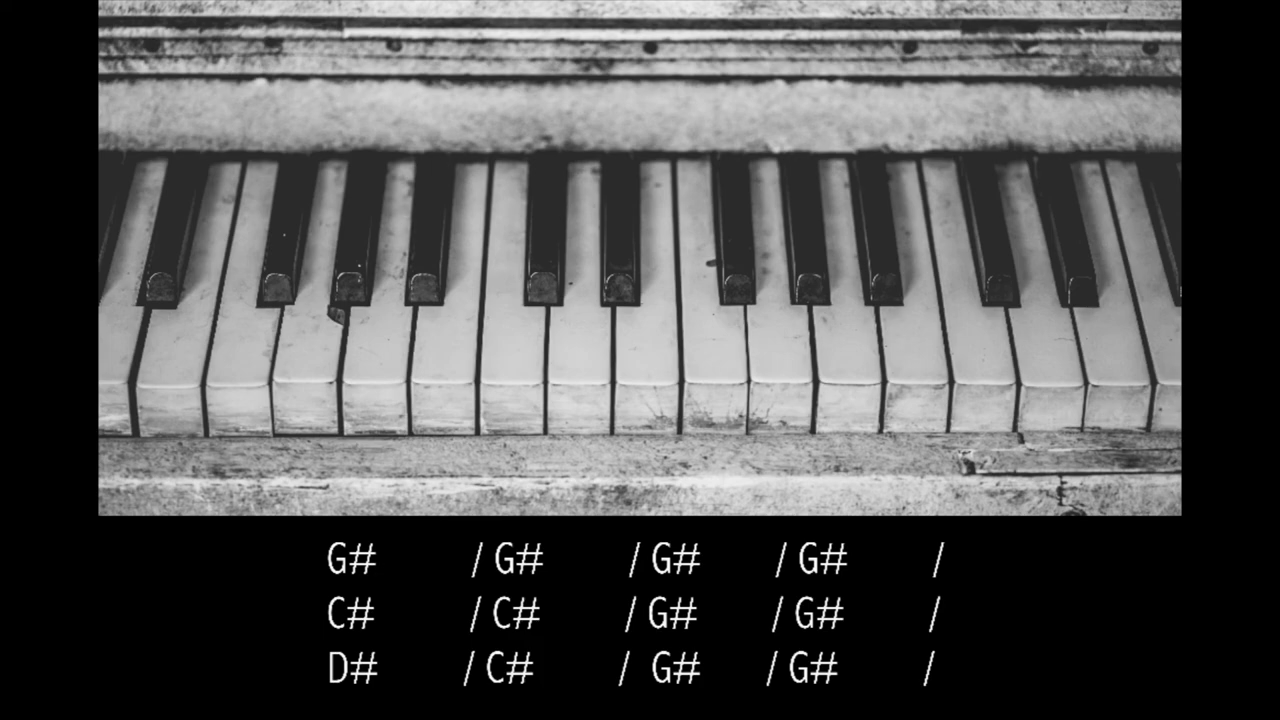 G# / G# / G# / G# /
C# / C# / G# / G# /
D# / C# / G# / G# /